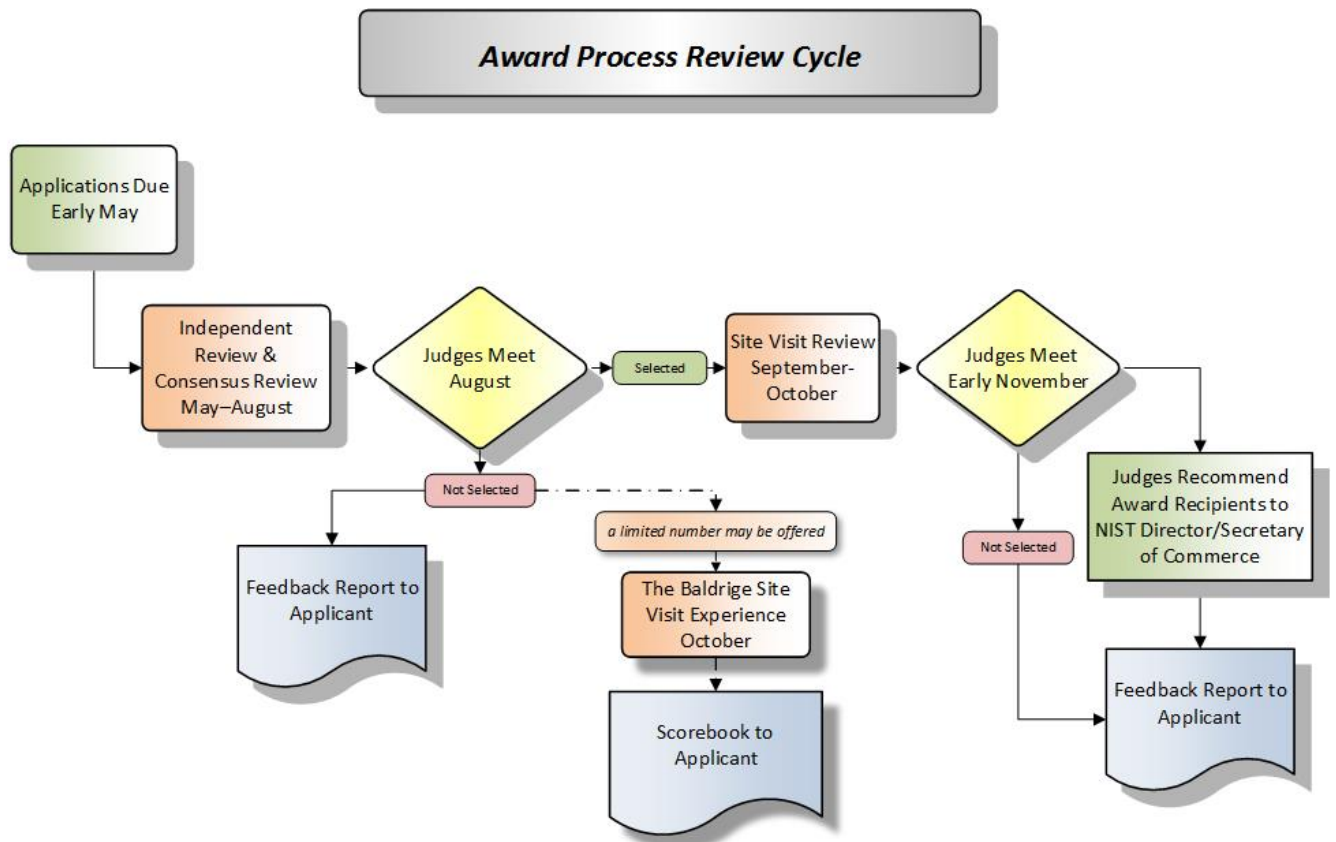 Award Process Review Cycle
Applications Due
Early May
Independent
Review &
Consensus Review
May–August
Judges Meet
August
Selected
Site Visit Review
September-
October
Judges Meet
Early November
Not Selected
a limited number may be offered
Feedback Report to
Applicant
The Baldrige Site
Visit Experience
October
Scorebook to
Applicant
Not Selected
Judges Recommend
Award Recipients to
NIST Director/Secretary
of Commerce
Feedback Report to
Applicant